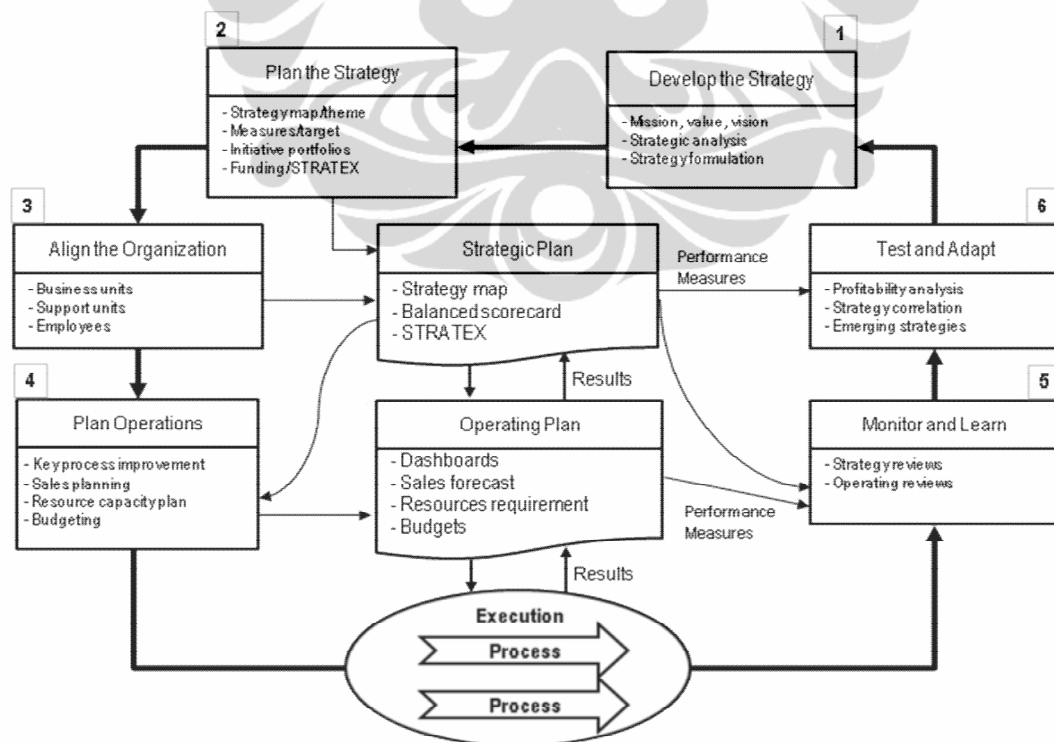 2
Plan the Strategy
- Strategy map/theme
- Measures/target
- Initiative portfolios
- Funding/STRATEX
1
Develop the Strategy
- Mission, value, vision
- Strategic analysis
- Strategy formulation
3
Align the Organization
- Business units
- Support units
- Employees
Strategic Plan
- Strategy map
- Balanced scorecard
- STRATEX
Performance
Measures
6
Test and Adapt
- Profitability analysis
- Strategy correlation
- Emerging strategies
Results
4
Plan Operations
- Key process improvement
- Sales planning
- Resource capacity plan
- Budgeting
Operating Plan
- Dashboards
- Sales forecast
- Resources requirement
- Budgets
Performance
Measures
5
Monitor and Learn
- Strategy reviews
- Operating reviews
Results
Execution
Process
Process